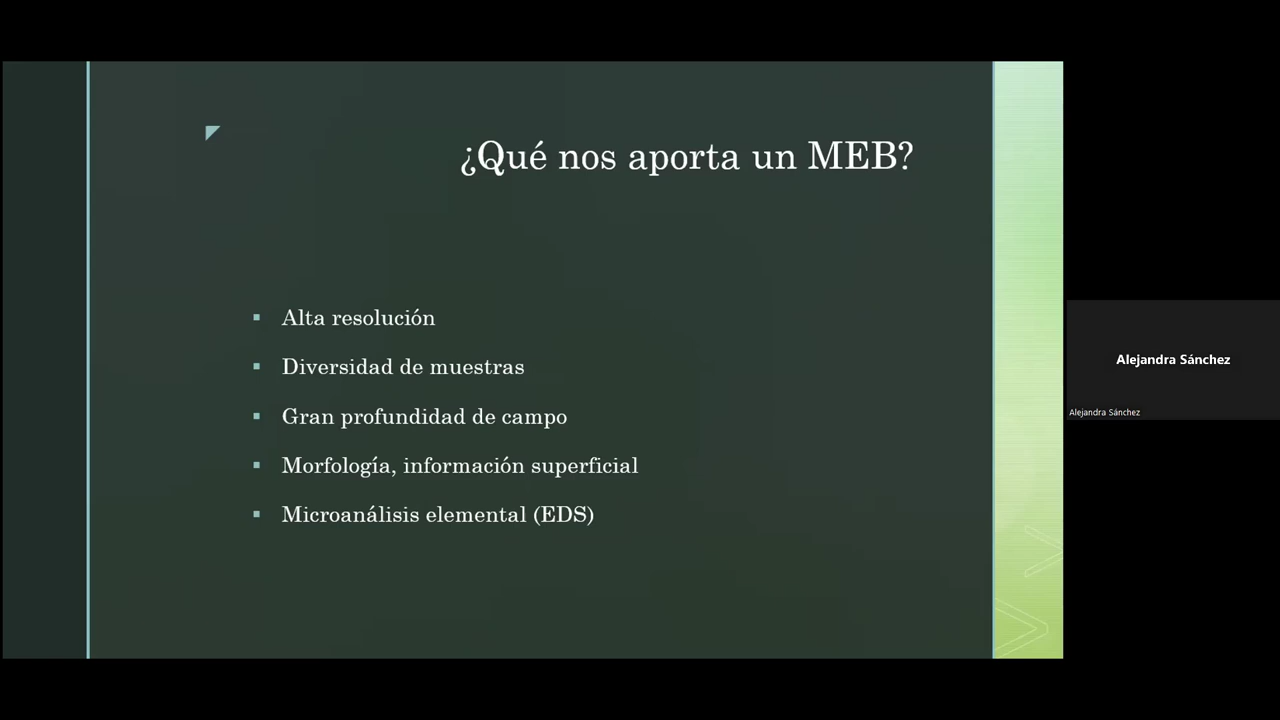 ¿Qué nos aporta un MEB?
▪ Alta resolución
▪ Diversidad de muestras
▪ Gran profundidad de campo
▪ Morfología, información superficial
▪ Microanálisis elemental (EDS)
Alejandra Sánchez
Alejandra Sánchez